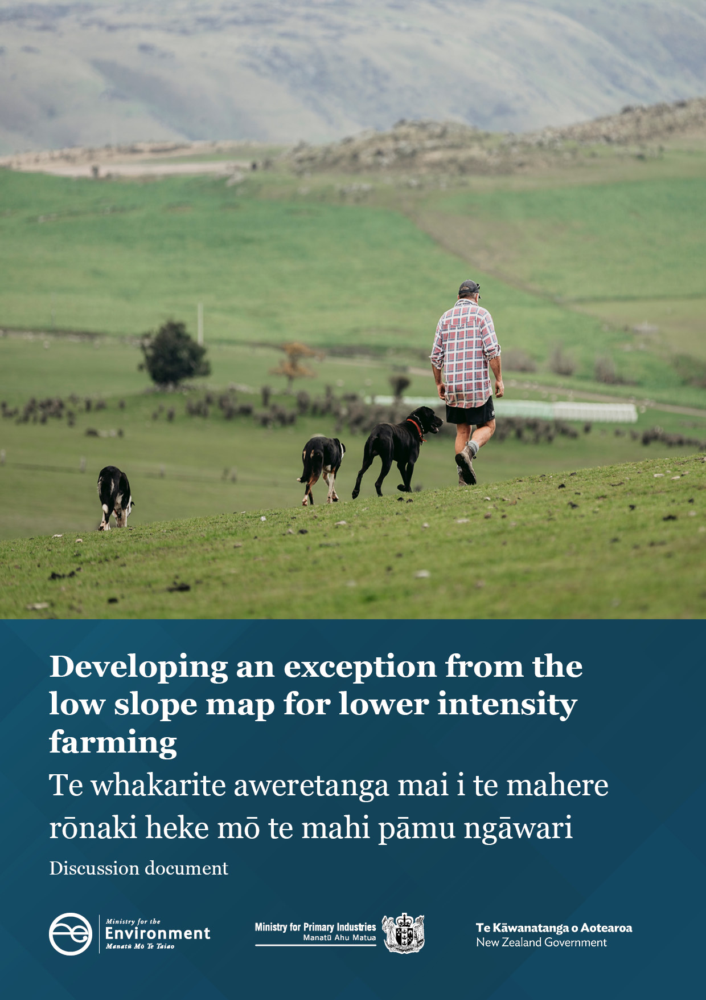 Developing an exception from the
low slope map for lower intensity
farming
Te whakarite aweretanga mai i te mahere
rōnaki heke mō te mahi pāmu ngāwari
Discussion document
Ministry for the
Environment
Manatū Mō Te Taiao
Ministry for Primary Industries
Manatū Ahu Matua
Te Kāwanatanga o Aotearoa
New Zealand Government